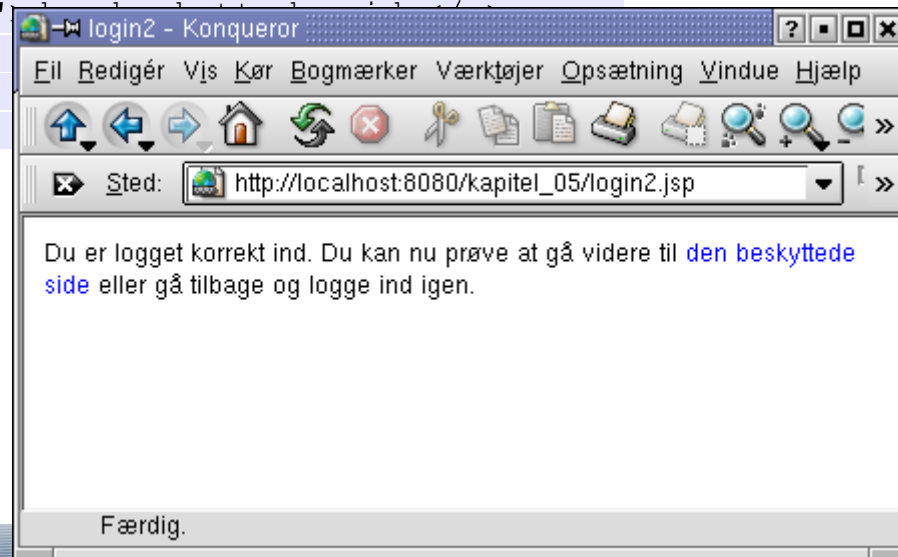 login2 - Konqueror
Fil Redigér Vis Kør Bogmærker Værktøjer Opsætning Vindue Hjælp
Sted: http://localhost:8080/kapitel_05/login2.jsp
Du er logget korrekt ind. Du kan nu prøve at gå videre til den beskyttede
side eller gå tilbage og logge ind igen.
Færdig.